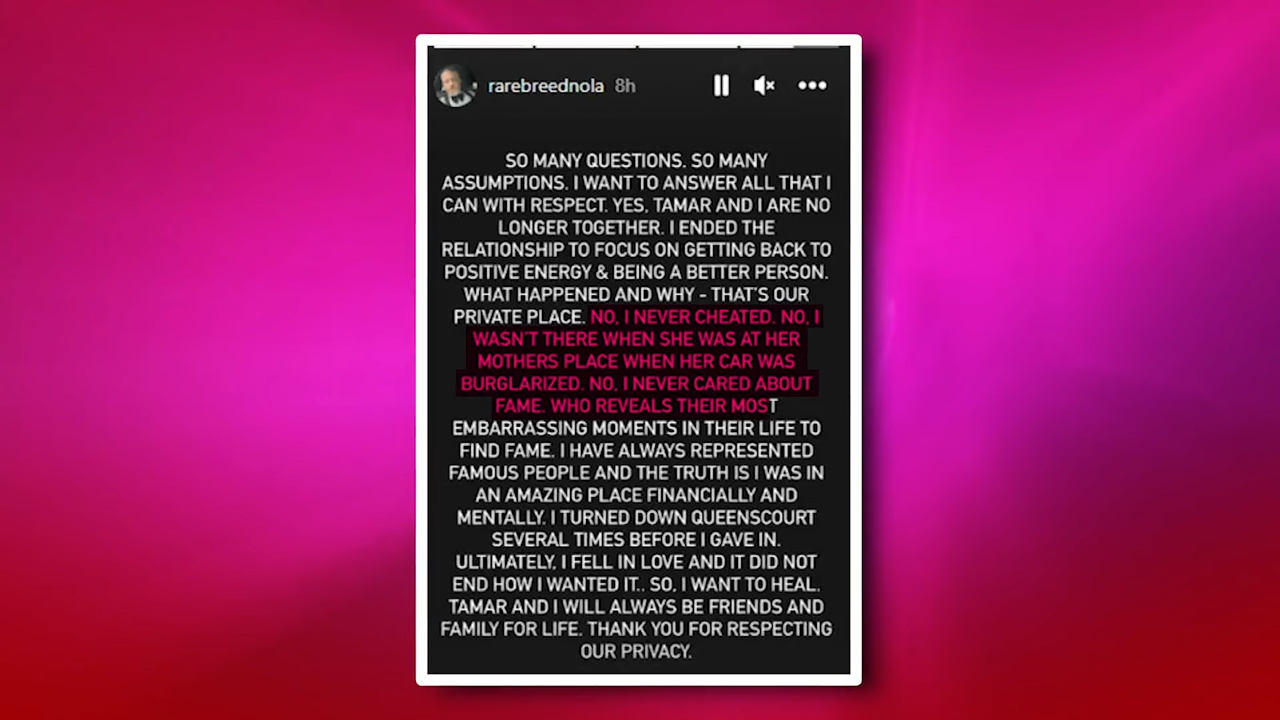 rarebreednola 8h
SO MANY QUESTIONS. SO MANY
ASSUMPTIONS. I WANT TO ANSWER ALL THAT I
CAN WITH RESPECT. YES, TAMAR AND I ARE NO
LONGER TOGETHER. I ENDED THE
RELATIONSHIP TO FOCUS ON GETTING BACK TO
POSITIVE ENERGY & BEING A BETTER PERSON.
WHAT HAPPENED AND WHY - THAT'S OUR
PRIVATE PLACE. NO, I NEVER CHEATED. NO, I
WASN'T THERE WHEN SHE WAS AT HER
MOTHERS PLACE WHEN HER CAR WAS
BURGLARIZED. NO, I NEVER CARED ABOUT
FAME. WHO REVEALS THEIR MOST
EMBARRASSING MOMENTS IN THEIR LIFE TO
FIND FAME. I HAVE ALWAYS REPRESENTED
FAMOUS PEOPLE AND THE TRUTH IS I WAS IN
AN AMAZING PLACE FINANCIALLY AND
MENTALLY. I TURNED DOWN QUEENSCOURT
SEVERAL TIMES BEFORE I GAVE IN.
ULTIMATELY, I FELL IN LOVE AND IT DID NOT
END HOW I WANTED IT.. SO, I WANT TO HEAL.
TAMAR AND I WILL ALWAYS BE FRIENDS AND
FAMILY FOR LIFE. THANK YOU FOR RESPECTING
OUR PRIVACY.